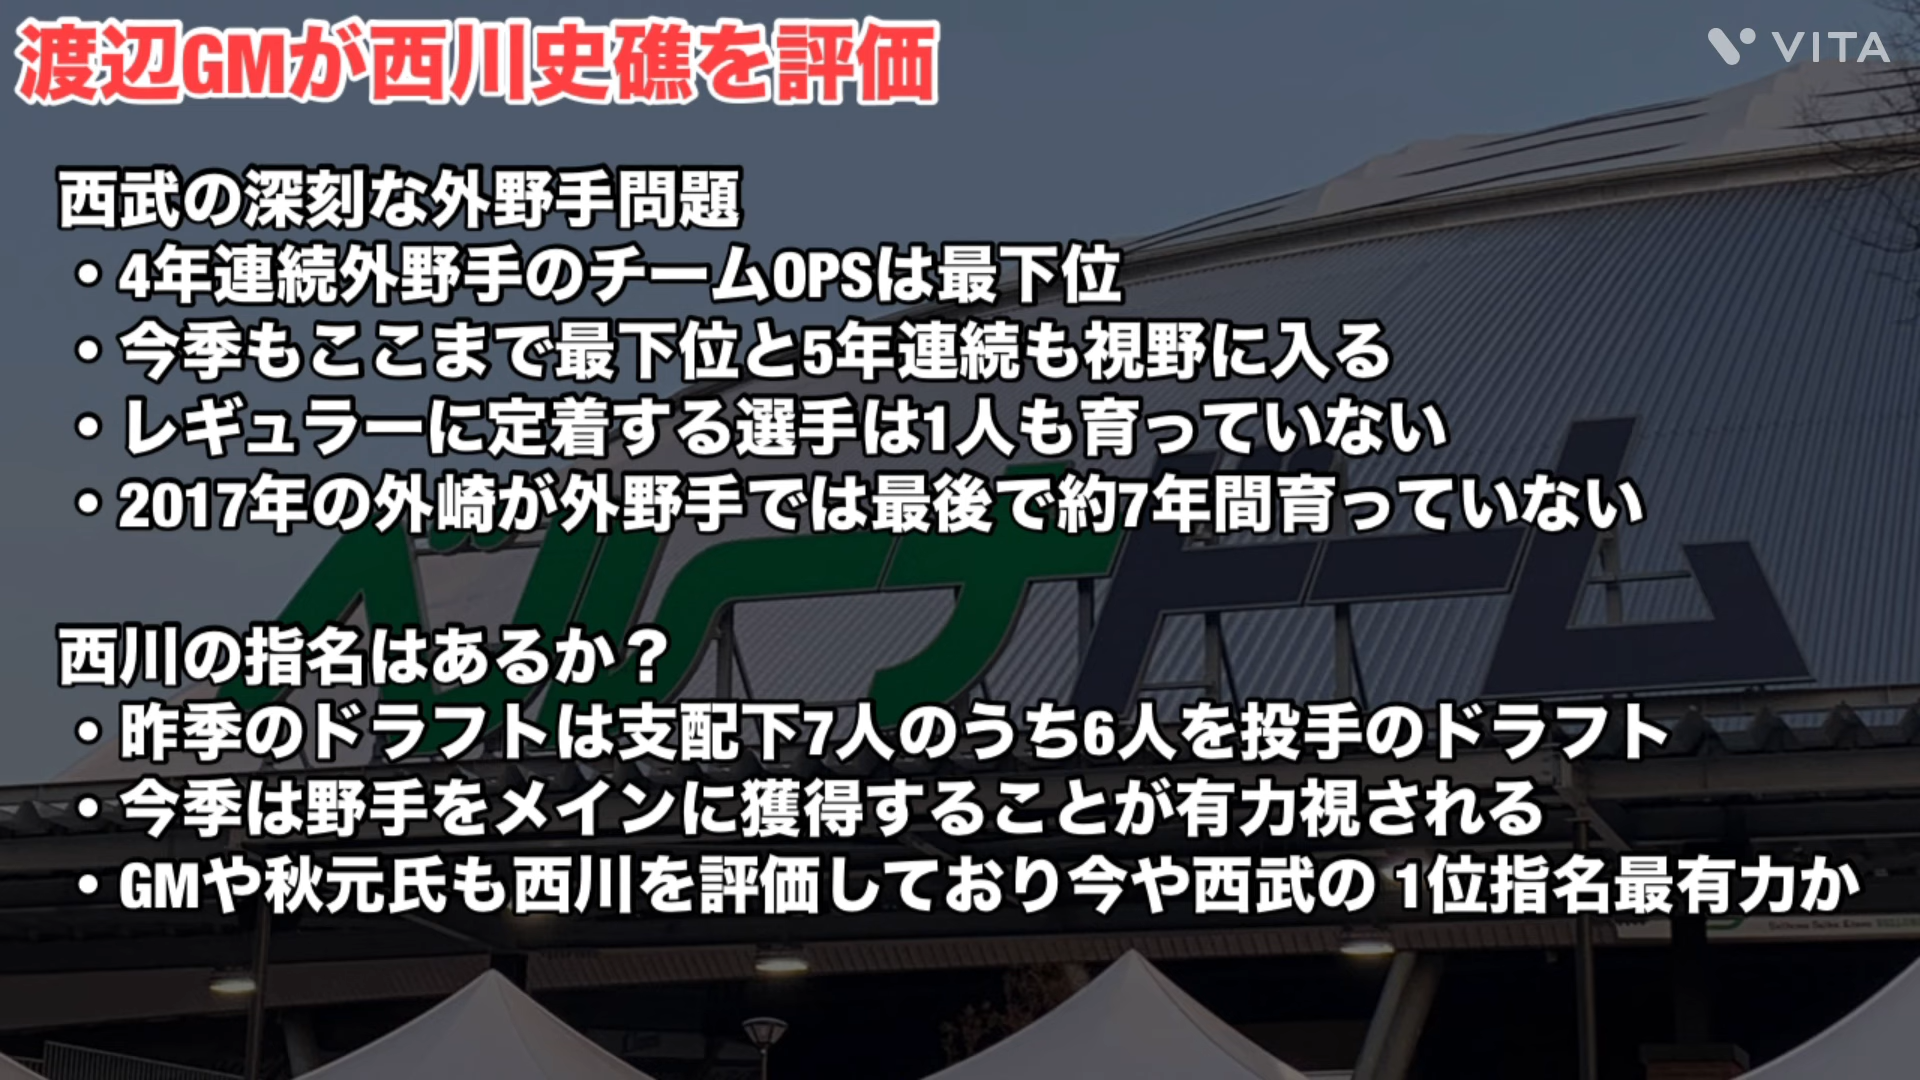 渡辺GMが西川史礁を評価
VITA
西武の深刻な外野手問題
・4年連続外野手のチームOPSは最下位
・今季もここまで最下位と5年連続も視野に入る
・レギュラーに定着する選手は1人も育っていない
・2017年の外崎が外野手では最後で約7年間育っていない
ベルーナドーム
西川の指名はあるか？
・昨季のドラフトは支配下7人のうち6人を投手のドラフト
・今季は野手をメインに獲得することが有力視される
・GMや秋元氏も西川を評価しており今や西武の1位指名最有力か